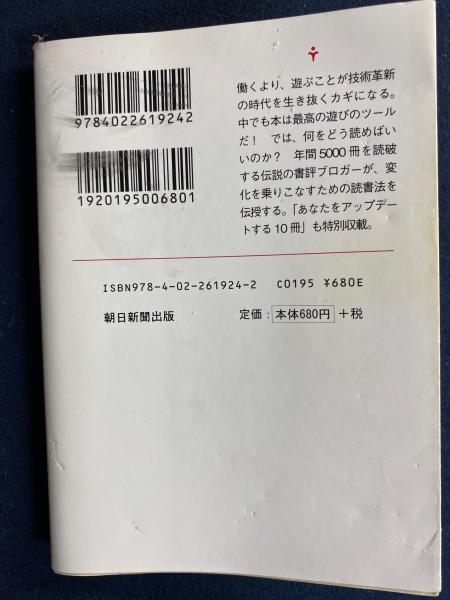 9784022619242
1920195006801
働くより、遊ぶことが技術革新
の時代を生き抜くカギになる。
中でも本は最高の遊びのツール
だ！ では、何をどう読めばい
いのか？ 年間5000冊を読破
する伝説の書評ブロガーが、変
化を乗りこなすための読書法を
伝授する。「あなたをアップデー
トする10冊」も特別収載。
ISBN978-4-02-261924-2 C0195 ¥680E
朝日新聞出版 定価：本体680円＋税